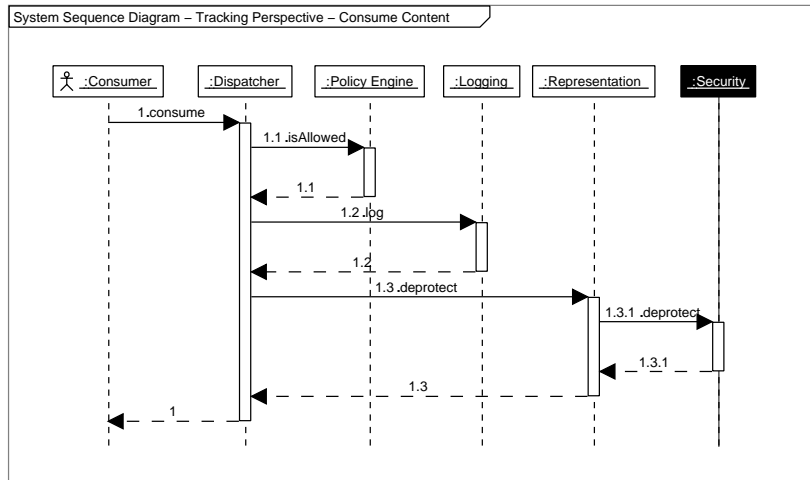 System Sequence Diagram – Tracking Perspective – Consume Content
:Consumer :Dispatcher :Policy Engine :Logging :Representation :Security
1.consume
1.1 .isAllowed
1.1
1.2 .log
1.2
1.3 .deprotect
1.3.1 .deprotect
1.3.1
1.3
1